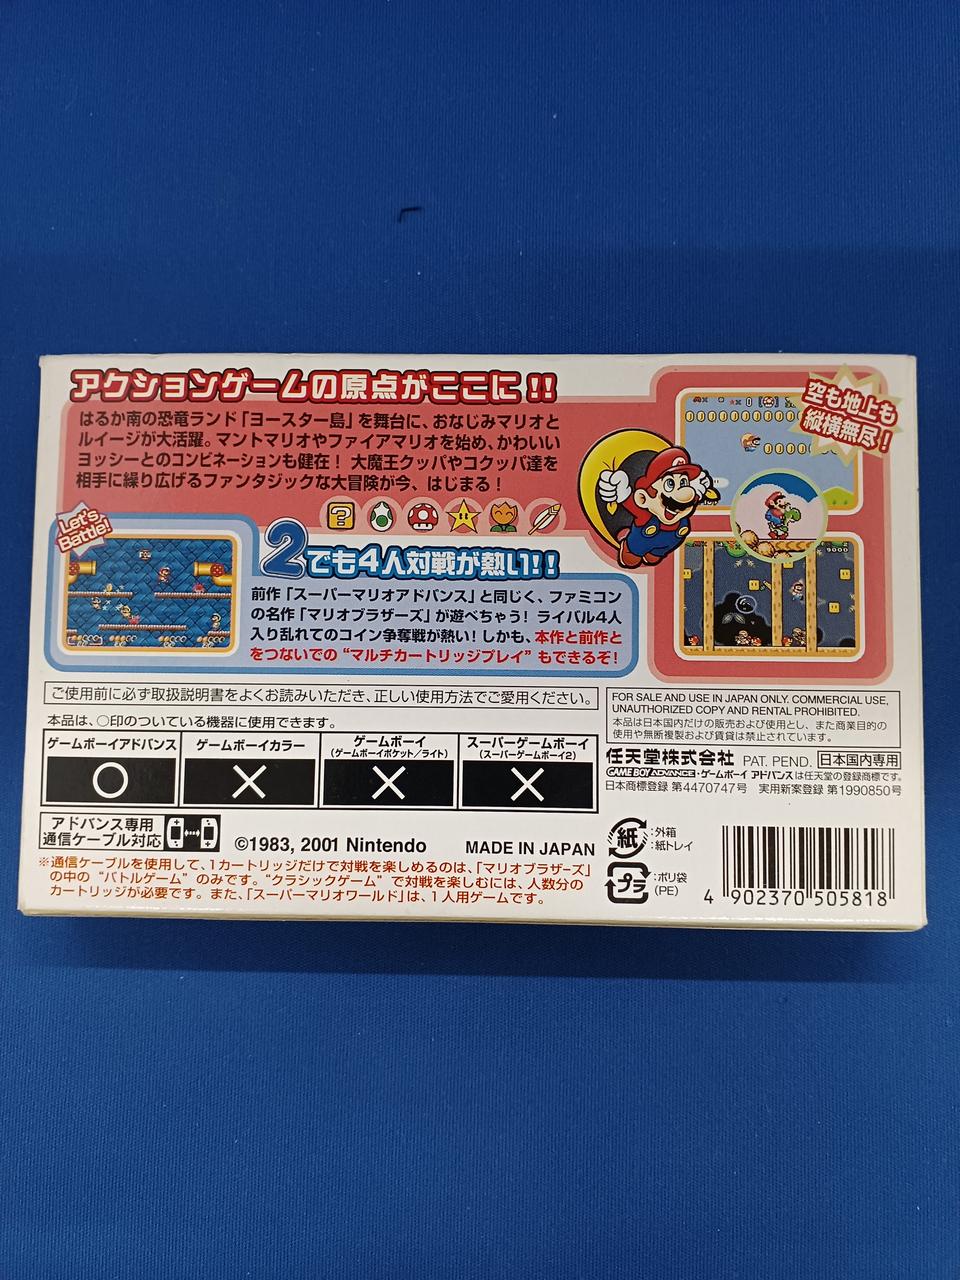 アクションゲームの原点がここに!!
はるか南の恐竜ランド「ヨースター島」を舞台に、おなじみマリオと
ルイージが大活躍。マントマリオやファイアマリオを始め、かわいい
ヨッシーとのコンビネーションも健在! 大魔王クッパやコクッパ達を
相手に繰り広げるファンタジックな大冒険が今、はじまる!
空も地上も
縦横無尽!
Let's
Battle!
2でも4人対戦が熱い!!
前作「スーパーマリオアドバンス」と同じく、ファミコン
の名作「マリオブラザーズ」が遊べちゃう! ライバル4人
入り乱れてのコイン争奪戦が熱い!しかも、本作と前作と
をつないでの“マルチカートリッジプレイ”もできるぞ!
ご使用前に必ず取扱説明書をよくお読みいただき、正しい使用方法でご愛用ください。
本品は、○印のついている機器に使用できます。
ゲームボーイアドバンス
ゲームボーイカラー
ゲームボーイ
(ゲームボーイポケット/ライト)
スーパーゲームボーイ
(スーパーゲームボーイ2)
○
×
×
×
アドバンス専用
通信ケーブル対応
©1983, 2001 Nintendo
MADE IN JAPAN
※通信ケーブルを使用して、1カートリッジだけで対戦を楽しめるのは、「マリオブラザーズ」
の中の“バトルゲーム”のみです。“クラシックゲーム”で対戦を楽しむには、人数分の
カートリッジが必要です。また、「スーパーマリオワールド」は、1人用ゲームです。
FOR SALE AND USE IN JAPAN ONLY. COMMERCIAL USE,
UNAUTHORIZED COPY AND RENTAL PROHIBITED.
本品は日本国内だけの販売および使用とし、また商業目的の
使用や無断複製および賃貸は禁止されています。
任天堂株式会社 PAT. PEND. 日本国内専用
GAME BOY ADVANCE・ゲームボーイ アドバンスは任天堂の登録商標です。
日本商標登録 第4470747号 実用新案登録 第1990850号
紙 :外箱
:紙トレイ
プラ :ポリ袋
(PE)
4 902370 505818